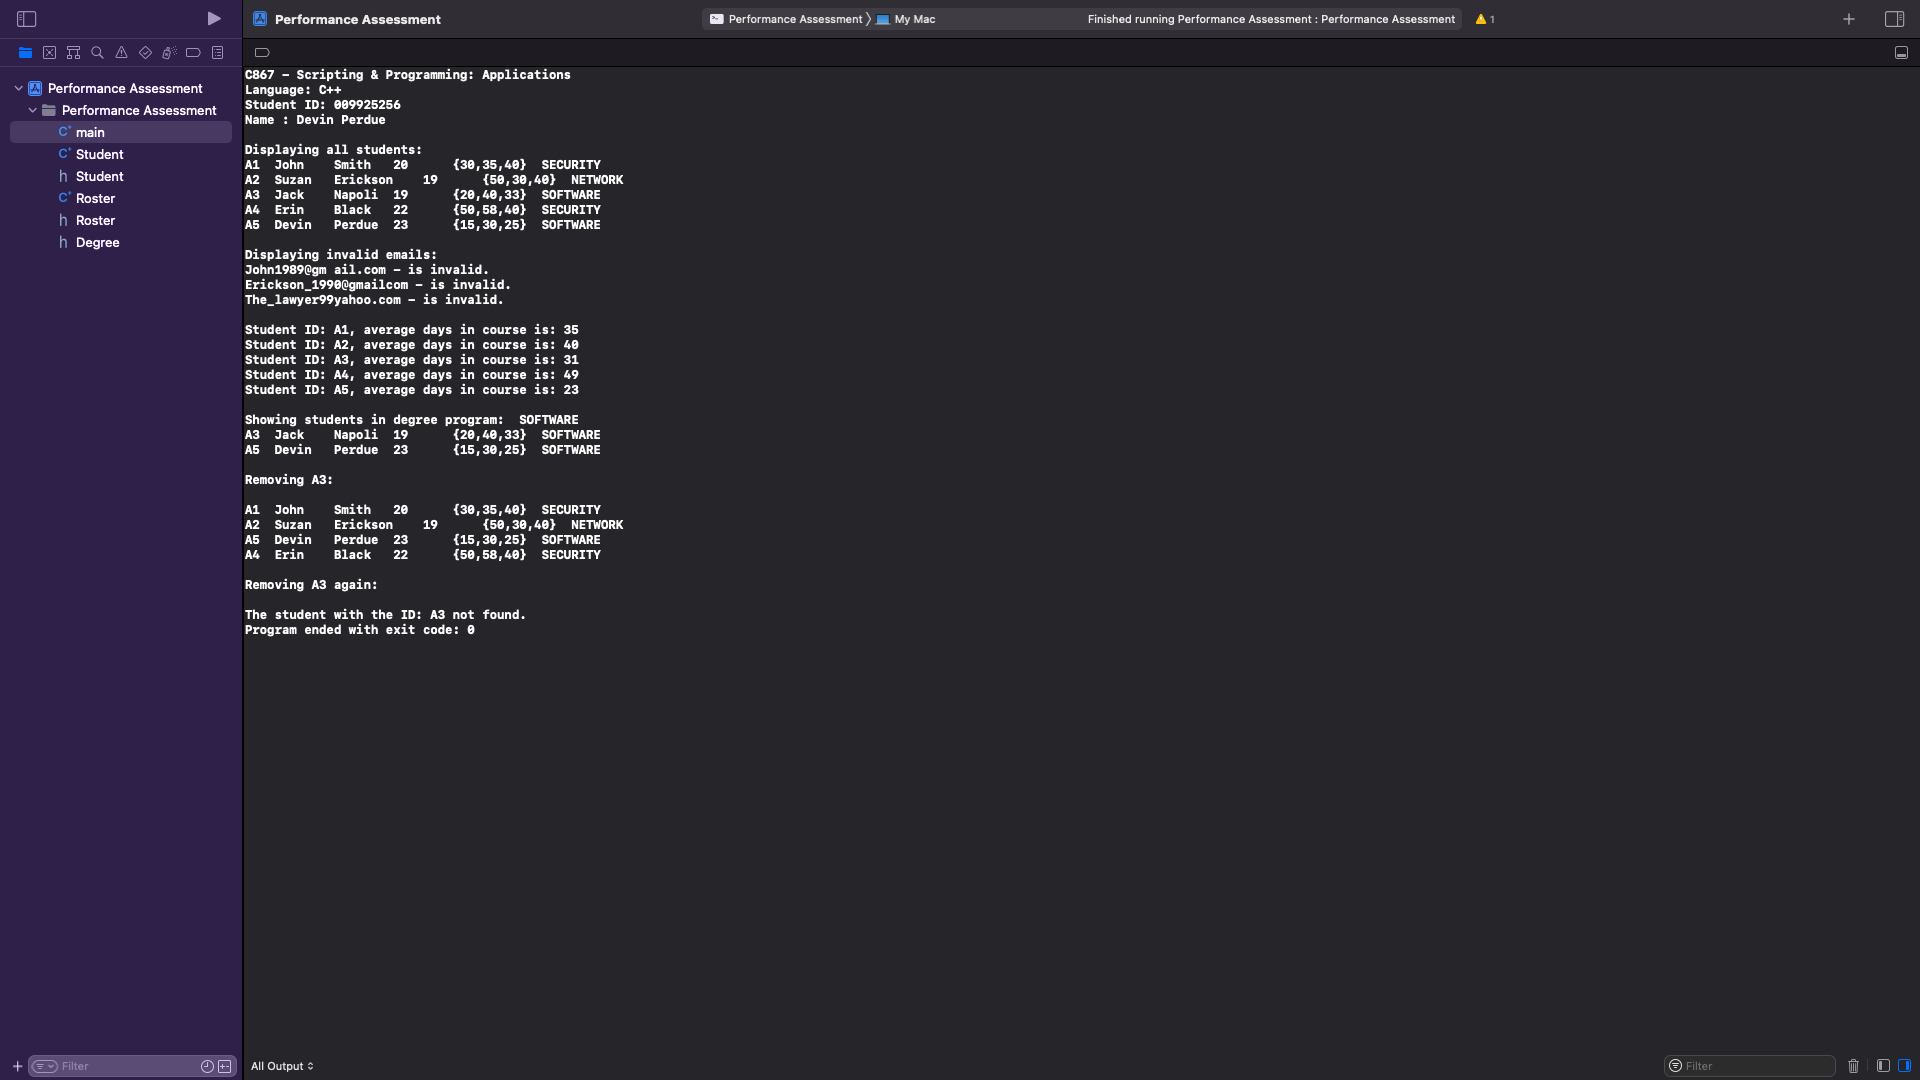 Performance Assessment
Performance Assessment 〉 My Mac
Finished running Performance Assessment : Performance Assessment
1
Performance Assessment
Performance Assessment
main
Student
Student
Roster
Roster
Degree
C867 - Scripting & Programming: Applications
Language: C++
Student ID: 009925256
Name : Devin Perdue
Displaying all students:
A1  John    Smith   20      {30,35,40}  SECURITY
A2  Suzan   Erickson    19      {50,30,40}  NETWORK
A3  Jack    Napoli  19      {20,40,33}  SOFTWARE
A4  Erin    Black   22      {50,58,40}  SECURITY
A5  Devin   Perdue  23      {15,30,25}  SOFTWARE
Displaying invalid emails:
John1989@gm ail.com - is invalid.
Erickson_1990@gmailcom - is invalid.
The_lawyer99yahoo.com - is invalid.
Student ID: A1, average days in course is: 35
Student ID: A2, average days in course is: 40
Student ID: A3, average days in course is: 31
Student ID: A4, average days in course is: 49
Student ID: A5, average days in course is: 23
Showing students in degree program:  SOFTWARE
A3  Jack    Napoli  19      {20,40,33}  SOFTWARE
A5  Devin   Perdue  23      {15,30,25}  SOFTWARE
Removing A3:
A1  John    Smith   20      {30,35,40}  SECURITY
A2  Suzan   Erickson    19      {50,30,40}  NETWORK
A5  Devin   Perdue  23      {15,30,25}  SOFTWARE
A4  Erin    Black   22      {50,58,40}  SECURITY
Removing A3 again:
The student with the ID: A3 not found.
Program ended with exit code: 0
Filter
All Output
Filter